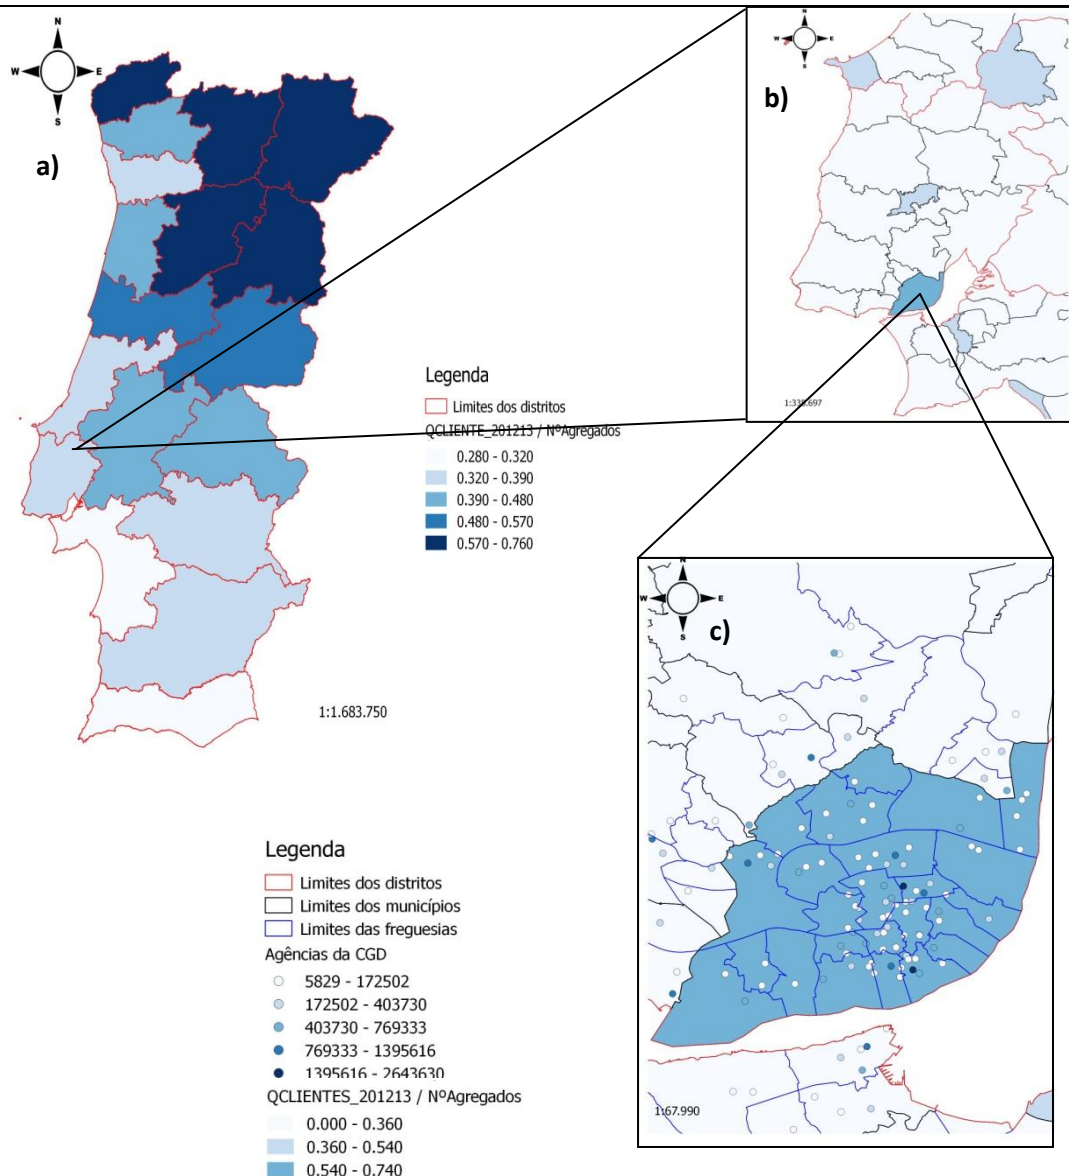 N
W E
S
a)
Legenda
Limites dos distritos
QCLIENTE_201213 / NºAgregados
0.280 - 0.320
0.320 - 0.390
0.390 - 0.480
0.480 - 0.570
0.570 - 0.760
1:1.683.750
N
W E
S
b)
1:338.697
N
W E
S
c)
1:67.990
Legenda
Limites dos distritos
Limites dos municípios
Limites das freguesias
Agências da CGD
5829 - 172502
172502 - 403730
403730 - 769333
769333 - 1395616
1395616 - 2643630
QCLIENTES_201213 / NºAgregados
0.000 - 0.360
0.360 - 0.540
0.540 - 0.740